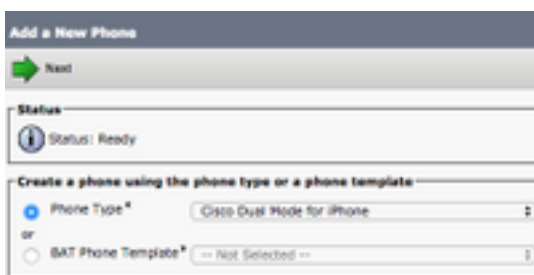 Add a New Phone
Next
Status
Status: Ready
Create a phone using the phone type or a phone template
Phone Type* Cisco Dual Mode for iPhone
or
BAT Phone Template* -- Not Selected --